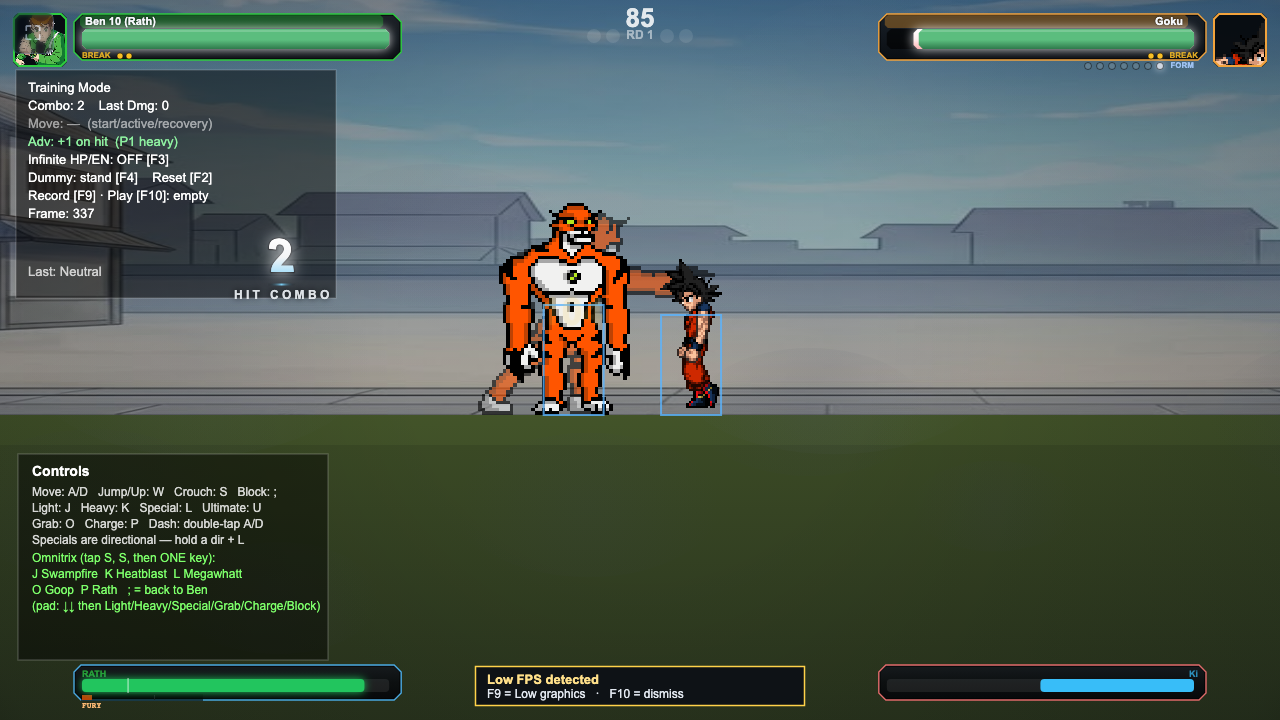 Ben 10 (Rath)
BREAK
85
RD 1
Goku
BREAK
FORM
Training Mode
Combo: 2 Last Dmg: 0
Move: — (start/active/recovery)
Adv: +1 on hit (P1 heavy)
Infinite HP/EN: OFF [F3]
Dummy: stand [F4] Reset [F2]
Record [F9] · Play [F10]: empty
Frame: 337
Last: Neutral
2
HIT COMBO
Controls
Move: A/D Jump/Up: W Crouch: S Block: ;
Light: J Heavy: K Special: L Ultimate: U
Grab: O Charge: P Dash: double-tap A/D
Specials are directional — hold a dir + L
Omnitrix (tap S, S, then ONE key):
J Swampfire K Heatblast L Megawhatt
O Goop P Rath ; = back to Ben
(pad: ↓↓ then Light/Heavy/Special/Grab/Charge/Block)
RATH
FURY
Low FPS detected
F9 = Low graphics · F10 = dismiss
Ki